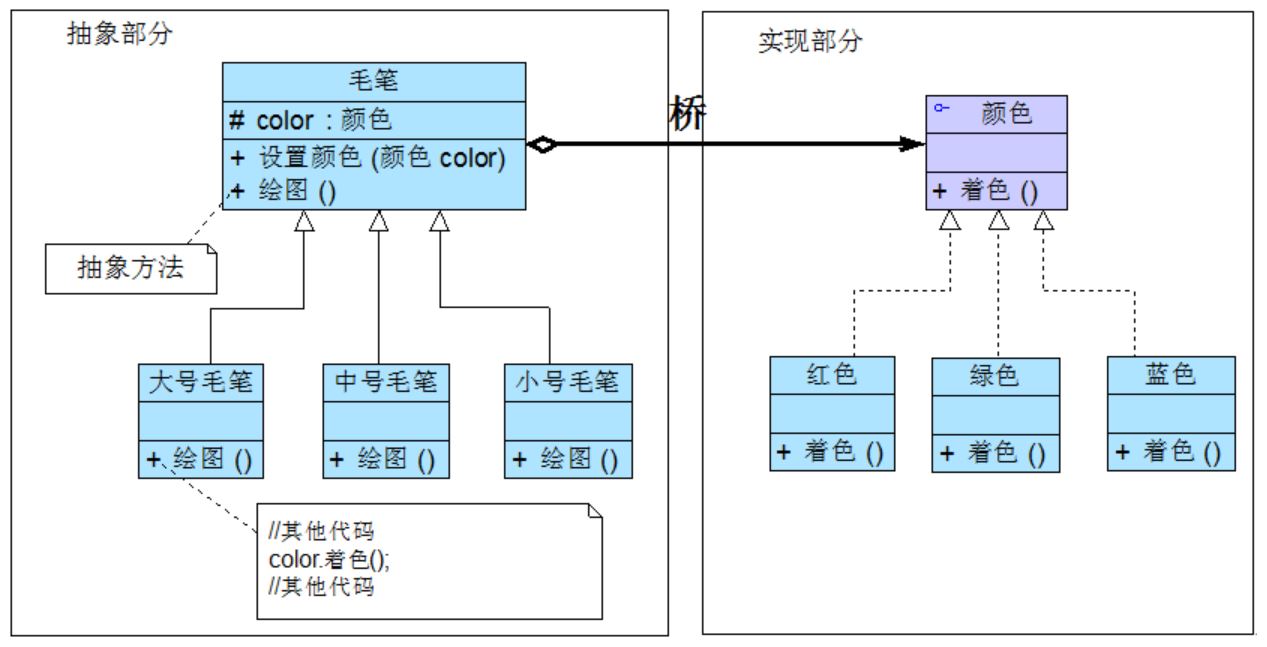 抽象部分
毛笔
# color : 颜色
+ 设置颜色 (颜色 color)
+ 绘图 ()
抽象方法
大号毛笔
+ 绘图 ()
中号毛笔
+ 绘图 ()
小号毛笔
+ 绘图 ()
//其他代码
color.着色();
//其他代码
桥
实现部分
颜色
+ 着色 ()
红色
+ 着色 ()
绿色
+ 着色 ()
蓝色
+ 着色 ()